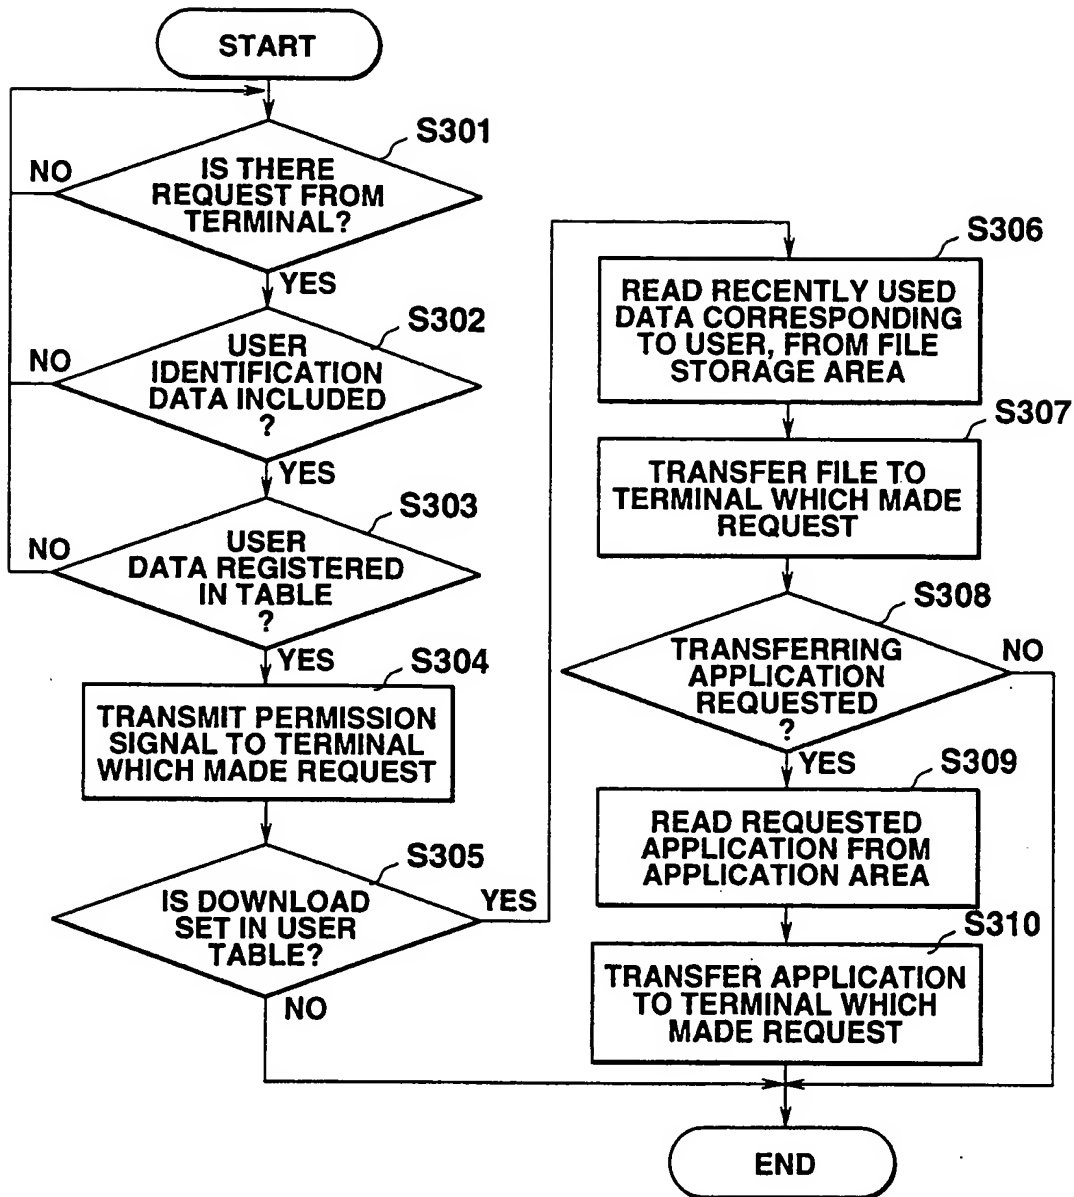 START
S301
NO
IS THERE
REQUEST FROM
TERMINAL?
YES
S302
NO
USER
IDENTIFICATION
DATA INCLUDED
?
YES
S303
NO
USER
DATA REGISTERED
IN TABLE
?
YES
S304
TRANSMIT PERMISSION
SIGNAL TO TERMINAL
WHICH MADE REQUEST
S305
IS DOWNLOAD
SET IN USER
TABLE?
YES
NO
S306
READ RECENTLY USED
DATA CORRESPONDING
TO USER, FROM FILE
STORAGE AREA
S307
TRANSFER FILE TO
TERMINAL WHICH MADE
REQUEST
S308
TRANSFERRING
APPLICATION
REQUESTED
?
NO
YES
S309
READ REQUESTED
APPLICATION FROM
APPLICATION AREA
S310
TRANSFER APPLICATION
TO TERMINAL WHICH
MADE REQUEST
END